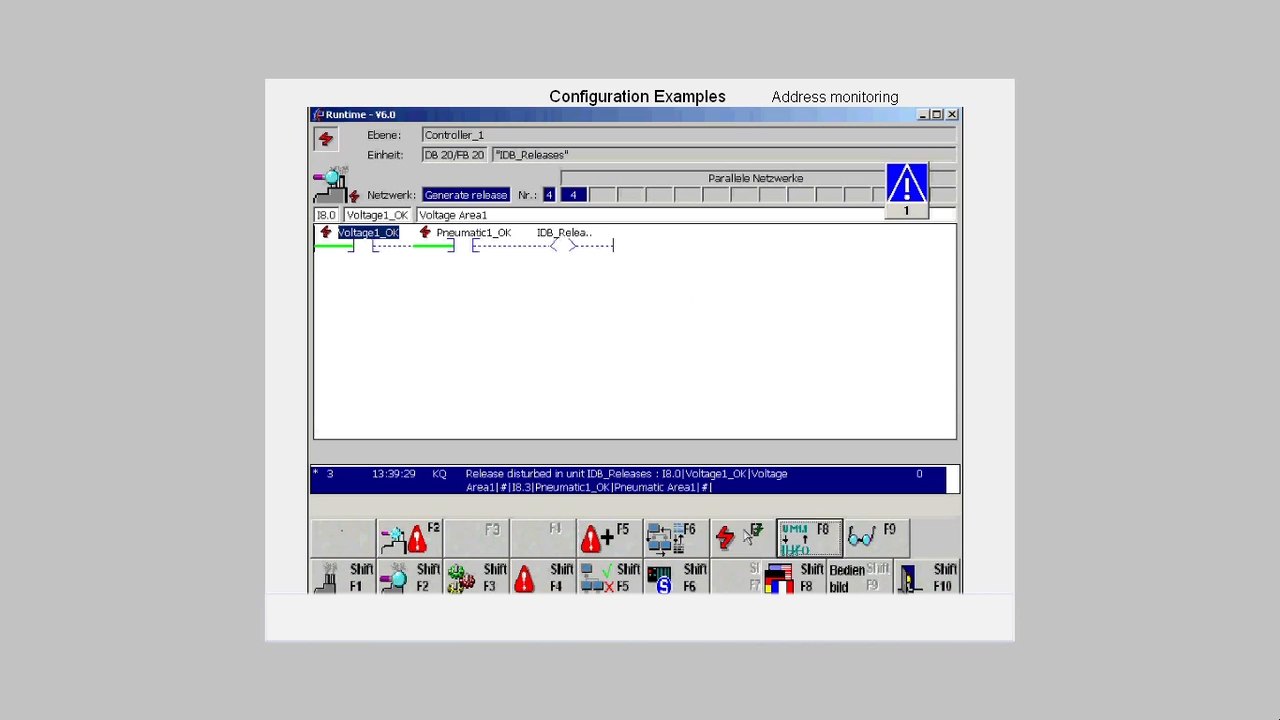 Configuration Examples Address monitoring
Runtime - V6.0
Ebene: Controller_1
Einheit: DB 20/FB 20 "IDB_Releases"
Parallele Netzwerke
Netzwerk: Generate release Nr.: 4 4
1
I8.0 Voltage1_OK Voltage Area1
Voltage1_OK Pneumatic1_OK IDB_Relea..
* 3 13:39:29 KQ Release disturbed in unit IDB_Releases : I8.0|Voltage1_OK|Voltage 0
Area1|#|I8.3|Pneumatic1_OK|Pneumatic Area1|#|
F2 F3 F4 F5 F6 F8 F9
Shift Shift Shift Shift Shift Shift Shift Bedien Shift Shift
F1 F2 F3 F4 F5 F6 F7 F8 bild F9 F10